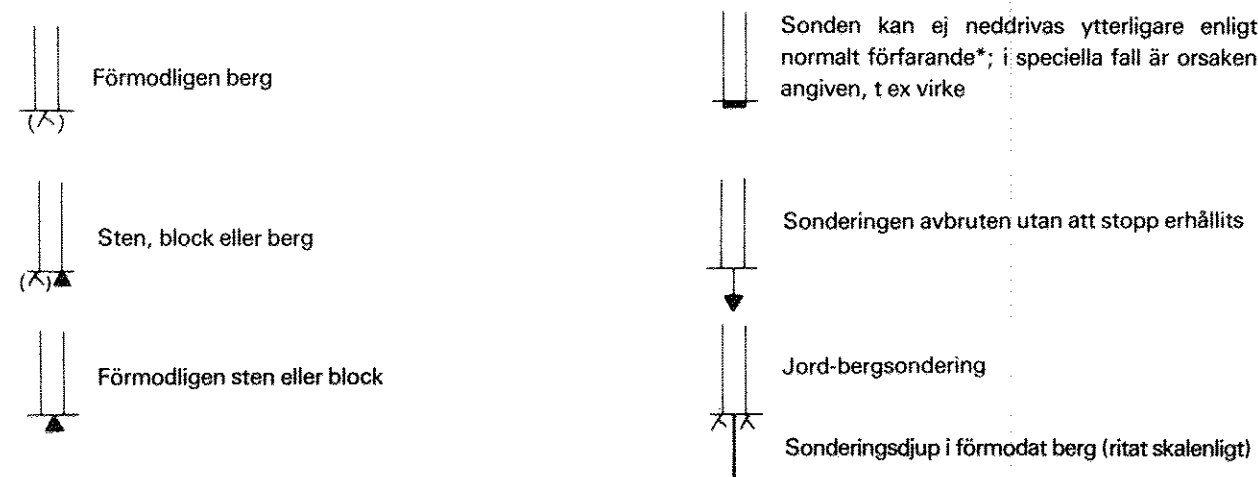 Förmodligen berg
Sten, block eller berg
Förmodligen sten eller block
Sonden kan ej neddrivas ytterligare enligt
normalt förfarande*; i speciella fall är orsaken
angiven, t ex virke
Sonderingen avbruten utan att stopp erhållits
Jord-bergsondering
Sonderingsdjup i förmodat berg (ritat skalenligt)